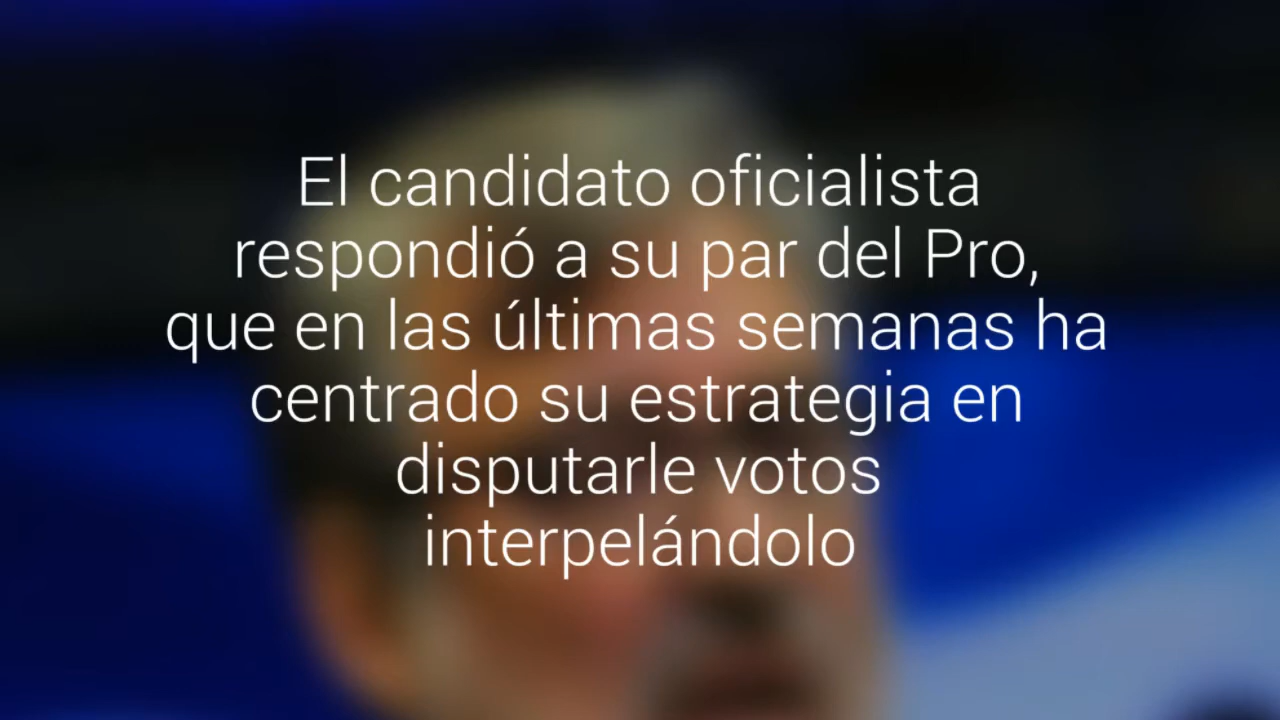 El candidato oficialista
respondió a su par del Pro,
que en las últimas semanas ha
centrado su estrategia en
disputarle votos
interpelándolo